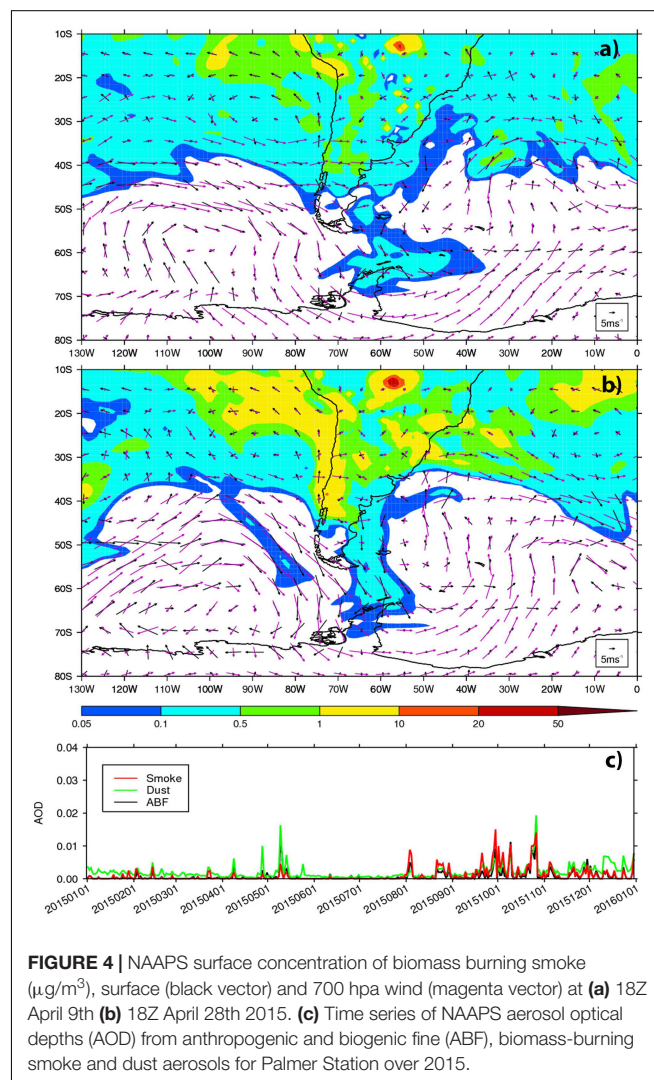 10S
a)
20S
30S
40S
50S
60S
70S
5ms⁻¹
80S
130W 120W 110W 100W 90W 80W 70W 60W 50W 40W 30W 20W 10W 0
10S
b)
20S
30S
40S
50S
60S
70S
5ms⁻¹
80S
130W 120W 110W 100W 90W 80W 70W 60W 50W 40W 30W 20W 10W 0
0.05 0.1 0.5 1 10 20 50
0.04
c)
Smoke
0.03
Dust
ABF
AOD
0.02
0.01
0.00
20150101 20150201 20150301 20150401 20150501 20150601 20150701 20150801 20150901 20151001 20151101 20151201 20160101
FIGURE 4 | NAAPS surface concentration of biomass burning smoke
(μg/m³), surface (black vector) and 700 hpa wind (magenta vector) at (a) 18Z
April 9th (b) 18Z April 28th 2015. (c) Time series of NAAPS aerosol optical
depths (AOD) from anthropogenic and biogenic fine (ABF), biomass-burning
smoke and dust aerosols for Palmer Station over 2015.